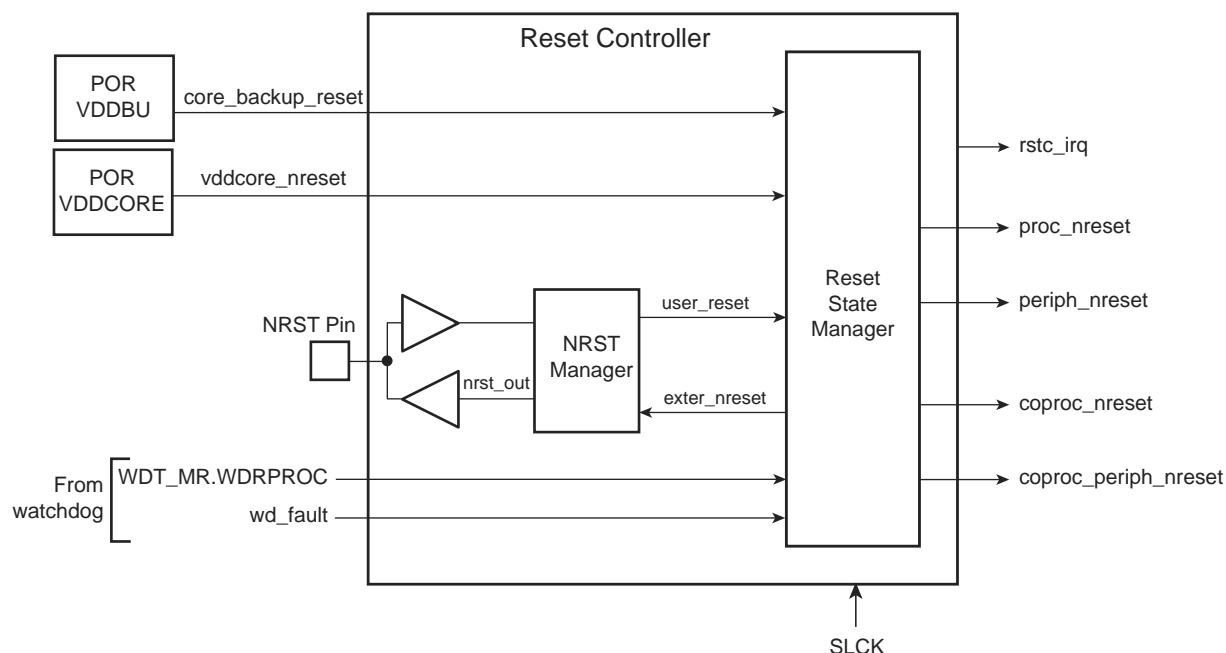 Reset Controller
POR
VDDBU
core_backup_reset
rstc_irq
POR
VDDCORE
vddcore_nreset
proc_nreset
Reset
State
Manager
periph_nreset
NRST Pin
user_reset
NRST
Manager
nrst_out
exter_nreset
coproc_nreset
From
watchdog
WDT_MR.WDRPROC
coproc_periph_nreset
wd_fault
SLCK